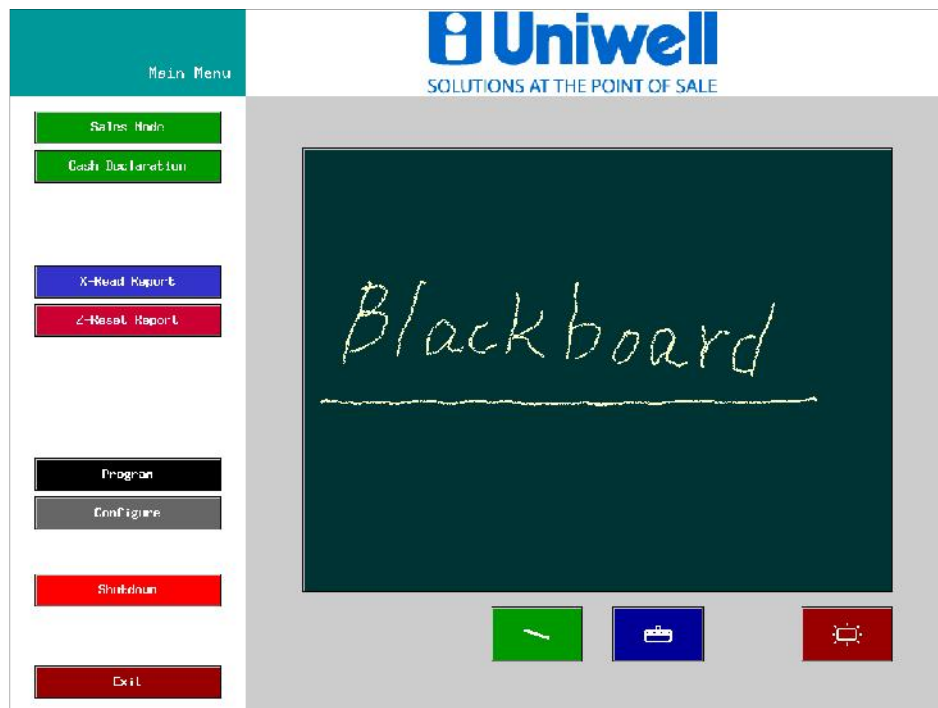 Main Menu
Uniwell
SOLUTIONS AT THE POINT OF SALE
Sales Mode
Cash Declaration
X-Read Report
Z-Reset Report
Program
Configure
Shutdown
Exit
Blackboard